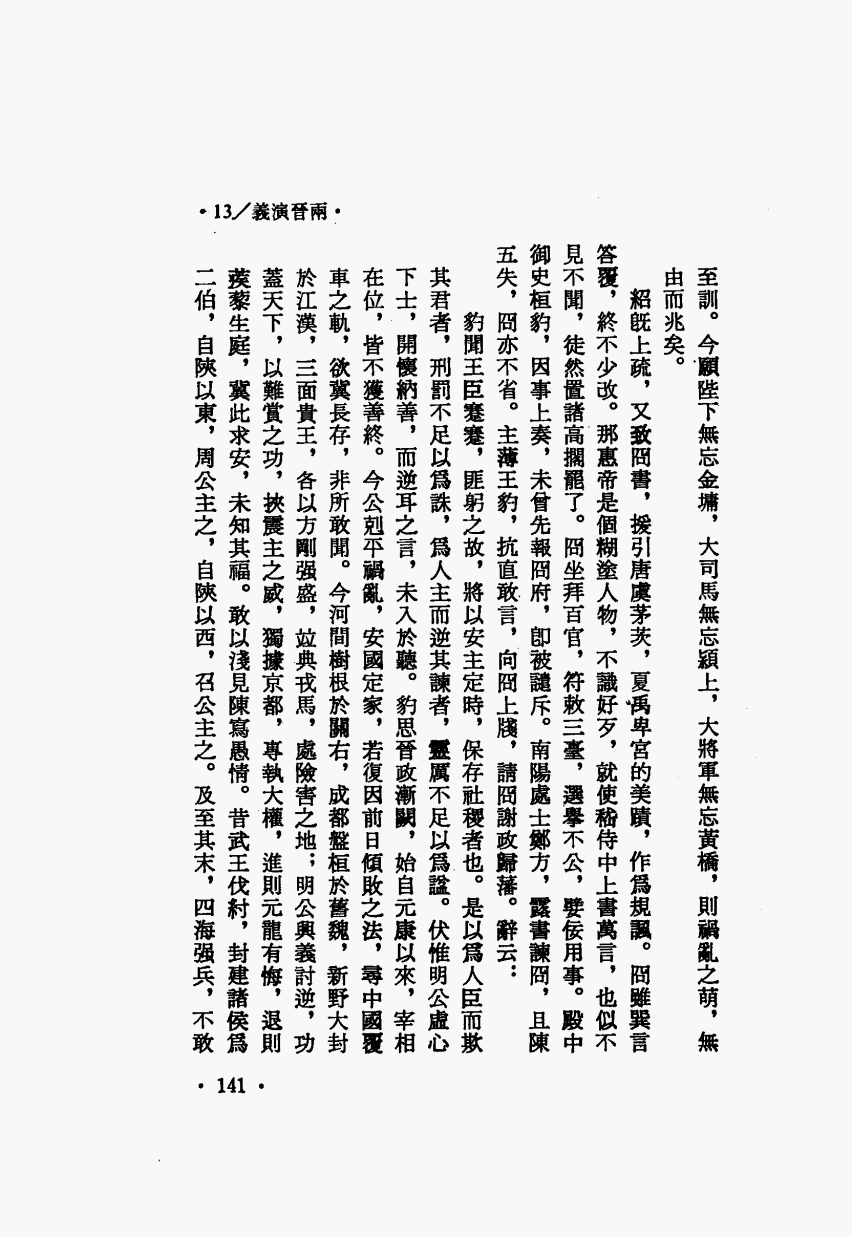 ·13／義演晉兩·
至訓。今願陛下無忘金墉，大司馬無忘潁上，大將軍無忘黃橋，則禍亂之萌，無
由而兆矣。
紹旣上疏，又致冏書，援引唐虞茅茨，夏禹卑宮的美蹟，作爲規諷。冏雖巽言
答覆，終不少改。那惠帝是個糊塗人物，不識好歹，就使嵇侍中上書萬言，也似不
見不聞，徒然置諸高擱罷了。冏坐拜百官，符敕三臺，選擧不公，嬖佞用事。殿中
御史桓豹，因事上奏，未曾先報冏府，卽被譴斥。南陽處士鄭方，露書諫冏，且陳
五失，冏亦不省。主薄王豹，抗直敢言，向冏上牋，請冏謝政歸藩。辭云：
豹聞王臣蹇蹇，匪躬之故，將以安主定時，保存社稷者也。是以爲人臣而欺
其君者，刑罰不足以爲誅，爲人主而逆其諫者，靈厲不足以爲諡。伏惟明公虛心
下士，開懷納善，而逆耳之言，未入於聽。豹思晉政漸闕，始自元康以來，宰相
在位，皆不獲善終。今公剋平禍亂，安國定家，若復因前日傾敗之法，尋中國覆
車之軌，欲冀長存，非所敢聞。今河間樹根於關右，成都盤桓於舊魏，新野大封
於江漢，三面貴王，各以方剛强盛，竝典戎馬，處險害之地；明公興義討逆，功
蓋天下，以難賞之功，挾震主之威，獨據京都，專執大權，進則元龍有悔，退則
蒺藜生庭，冀此求安，未知其福。敢以淺見陳寫愚情。昔武王伐紂，封建諸侯爲
二伯，自陝以東，周公主之，自陝以西，召公主之。及至其末，四海强兵，不敢
·141·